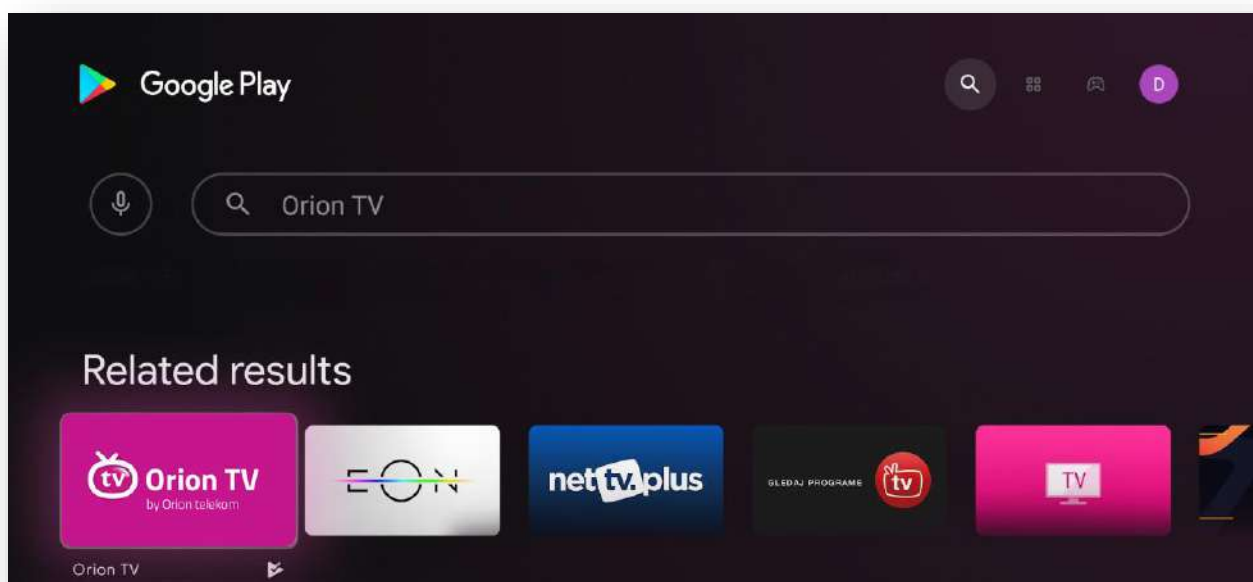 Google Play
D
Orion TV
Related results
tv Orion TV
by Orion telekom
EON
net tv. plus
GLEDAJ PROGRAME tv
TV
Orion TV